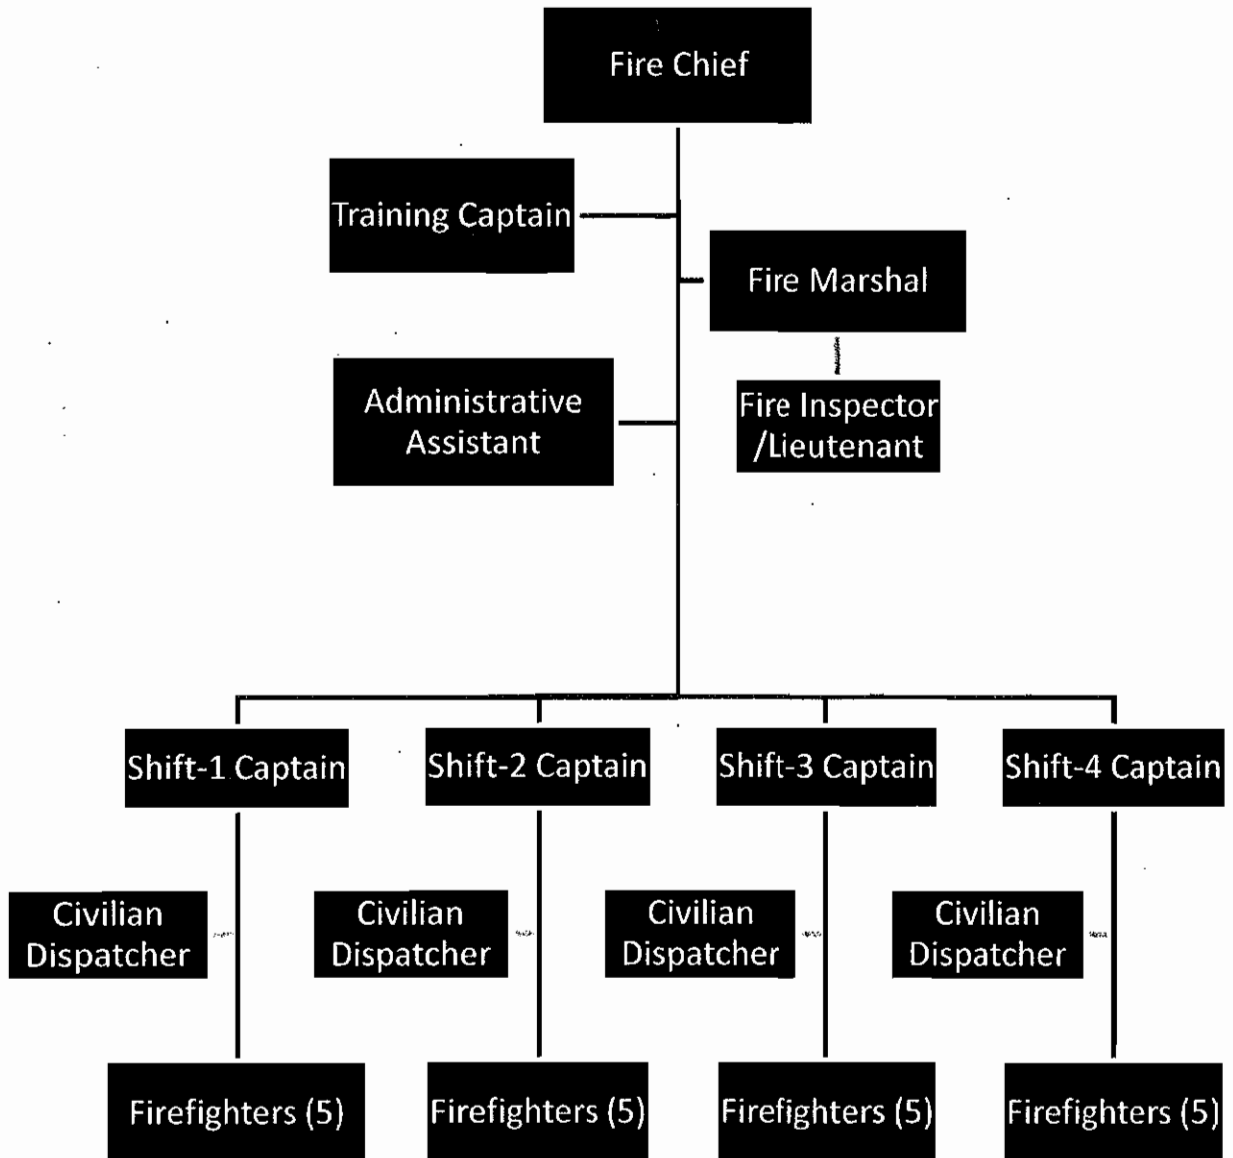 Fire Chief
Training Captain
Fire Marshal
Administrative
Assistant
Fire Inspector
/Lieutenant
Shift-1 Captain
Shift-2 Captain
Shift-3 Captain
Shift-4 Captain
Civilian
Dispatcher
Civilian
Dispatcher
Civilian
Dispatcher
Civilian
Dispatcher
Firefighters (5)
Firefighters (5)
Firefighters (5)
Firefighters (5)